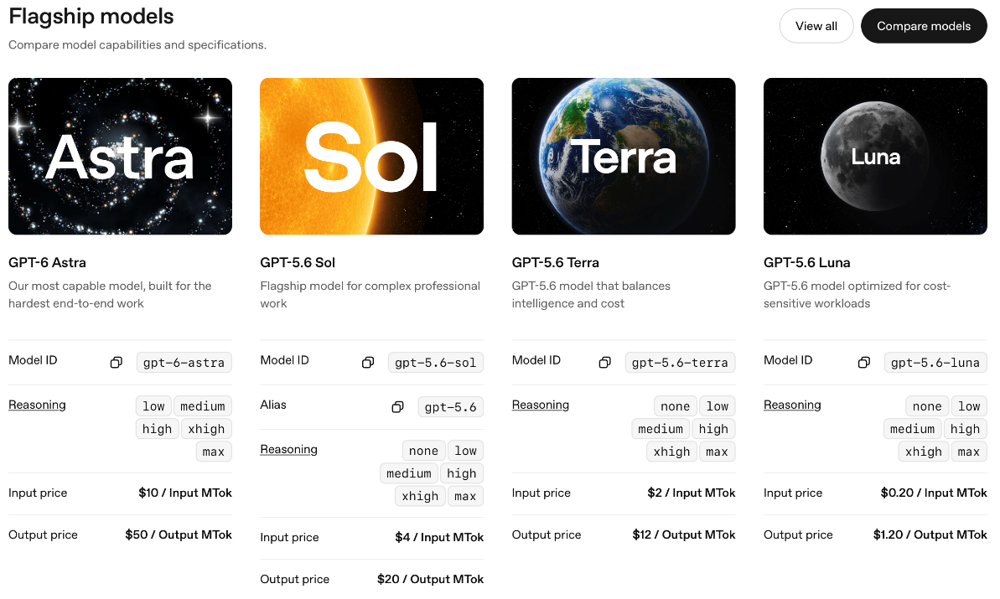 Flagship models
View all
Compare models
Compare model capabilities and specifications.
Astra
GPT-6 Astra
Our most capable model, built for the
hardest end-to-end work
Model ID
gpt-6-astra
Reasoning
low medium
high xhigh
max
Input price
$10 / Input MTok
Output price
$50 / Output MTok
Sol
GPT-5.6 Sol
Flagship model for complex professional
work
Model ID
gpt-5.6-sol
Alias
gpt-5.6
Reasoning
none low
medium high
xhigh max
Input price
$4 / Input MTok
Output price
$20 / Output MTok
Terra
GPT-5.6 Terra
GPT-5.6 model that balances
intelligence and cost
Model ID
gpt-5.6-terra
Reasoning
none low
medium high
xhigh max
Input price
$2 / Input MTok
Output price
$12 / Output MTok
Luna
GPT-5.6 Luna
GPT-5.6 model optimized for cost-
sensitive workloads
Model ID
gpt-5.6-luna
Reasoning
none low
medium high
xhigh max
Input price
$0.20 / Input MTok
Output price
$1.20 / Output MTok